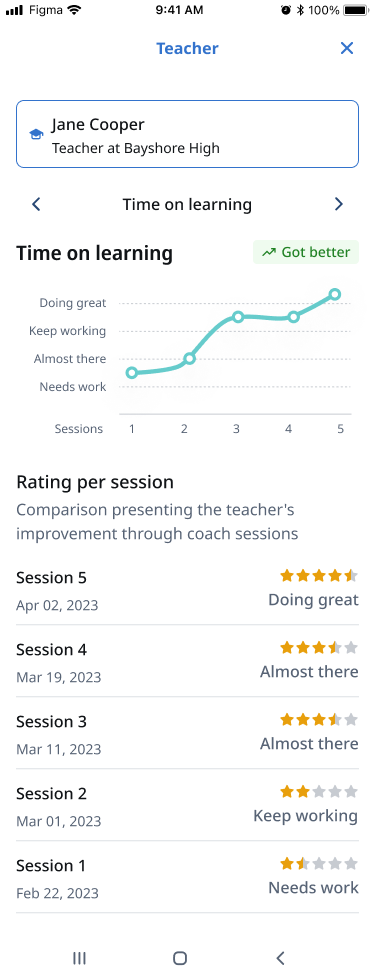 Figma 9:41 AM 100%
Teacher
Jane Cooper
Teacher at Bayshore High
Time on learning
Time on learning
Got better
Doing great
Keep working
Almost there
Needs work
Sessions 1 2 3 4 5
Rating per session
Comparison presenting the teacher's
improvement through coach sessions
Session 5
Apr 02, 2023
Doing great
Session 4
Mar 19, 2023
Almost there
Session 3
Mar 11, 2023
Almost there
Session 2
Mar 01, 2023
Keep working
Session 1
Feb 22, 2023
Needs work